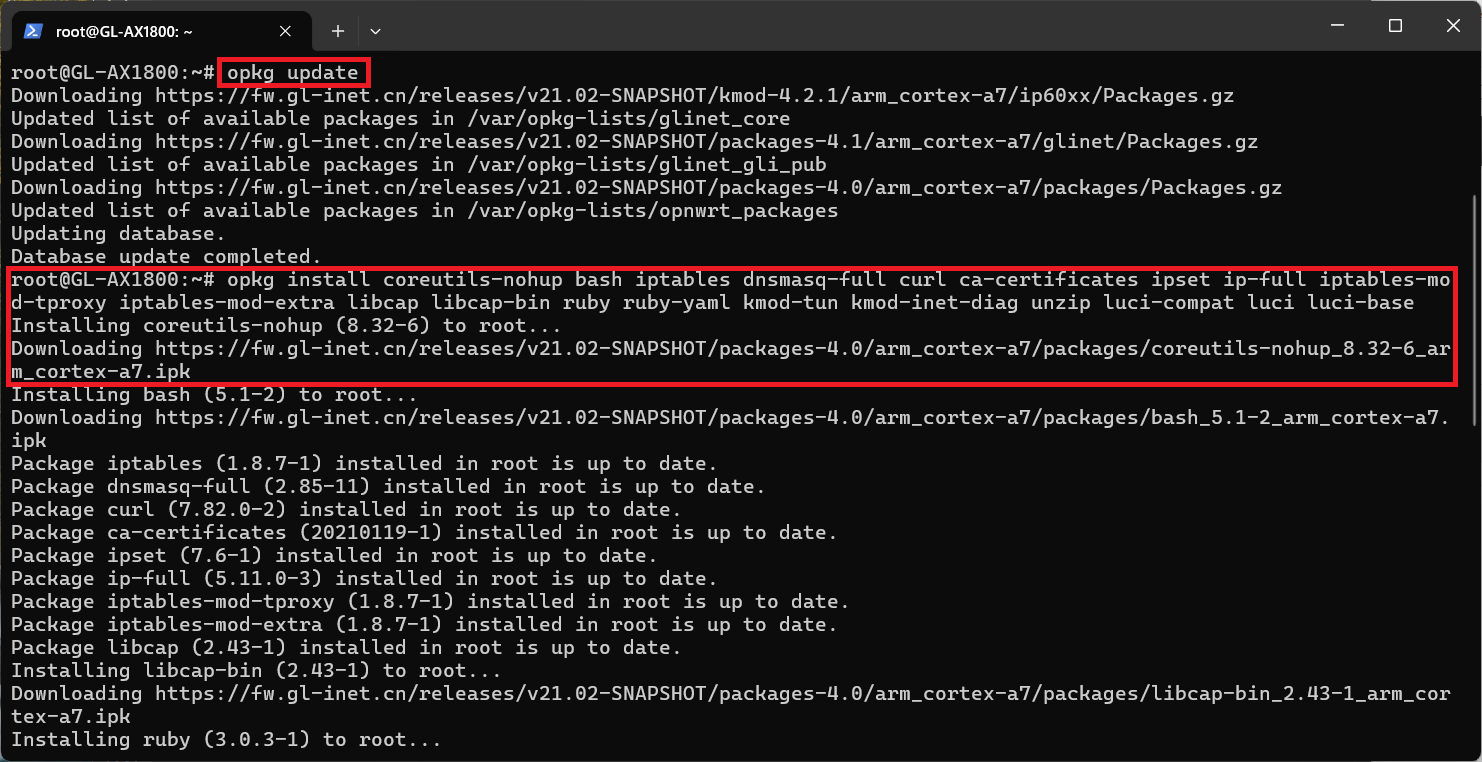 root@GL-AX1800: ~
root@GL-AX1800:~# opkg update
Downloading https://fw.gl-inet.cn/releases/v21.02-SNAPSHOT/kmod-4.2.1/arm_cortex-a7/ip60xx/Packages.gz
Updated list of available packages in /var/opkg-lists/glinet_core
Downloading https://fw.gl-inet.cn/releases/v21.02-SNAPSHOT/packages-4.1/arm_cortex-a7/glinet/Packages.gz
Updated list of available packages in /var/opkg-lists/glinet_gli_pub
Downloading https://fw.gl-inet.cn/releases/v21.02-SNAPSHOT/packages-4.0/arm_cortex-a7/packages/Packages.gz
Updated list of available packages in /var/opkg-lists/opnwrt_packages
Updating database.
Database update completed.
root@GL-AX1800:~# opkg install coreutils-nohup bash iptables dnsmasq-full curl ca-certificates ipset ip-full iptables-mo
d-tproxy iptables-mod-extra libcap libcap-bin ruby ruby-yaml kmod-tun kmod-inet-diag unzip luci-compat luci luci-base
Installing coreutils-nohup (8.32-6) to root...
Downloading https://fw.gl-inet.cn/releases/v21.02-SNAPSHOT/packages-4.0/arm_cortex-a7/packages/coreutils-nohup_8.32-6_ar
m_cortex-a7.ipk
Installing bash (5.1-2) to root...
Downloading https://fw.gl-inet.cn/releases/v21.02-SNAPSHOT/packages-4.0/arm_cortex-a7/packages/bash_5.1-2_arm_cortex-a7.
ipk
Package iptables (1.8.7-1) installed in root is up to date.
Package dnsmasq-full (2.85-11) installed in root is up to date.
Package curl (7.82.0-2) installed in root is up to date.
Package ca-certificates (20210119-1) installed in root is up to date.
Package ipset (7.6-1) installed in root is up to date.
Package ip-full (5.11.0-3) installed in root is up to date.
Package iptables-mod-tproxy (1.8.7-1) installed in root is up to date.
Package iptables-mod-extra (1.8.7-1) installed in root is up to date.
Package libcap (2.43-1) installed in root is up to date.
Installing libcap-bin (2.43-1) to root...
Downloading https://fw.gl-inet.cn/releases/v21.02-SNAPSHOT/packages-4.0/arm_cortex-a7/packages/libcap-bin_2.43-1_arm_cor
tex-a7.ipk
Installing ruby (3.0.3-1) to root...